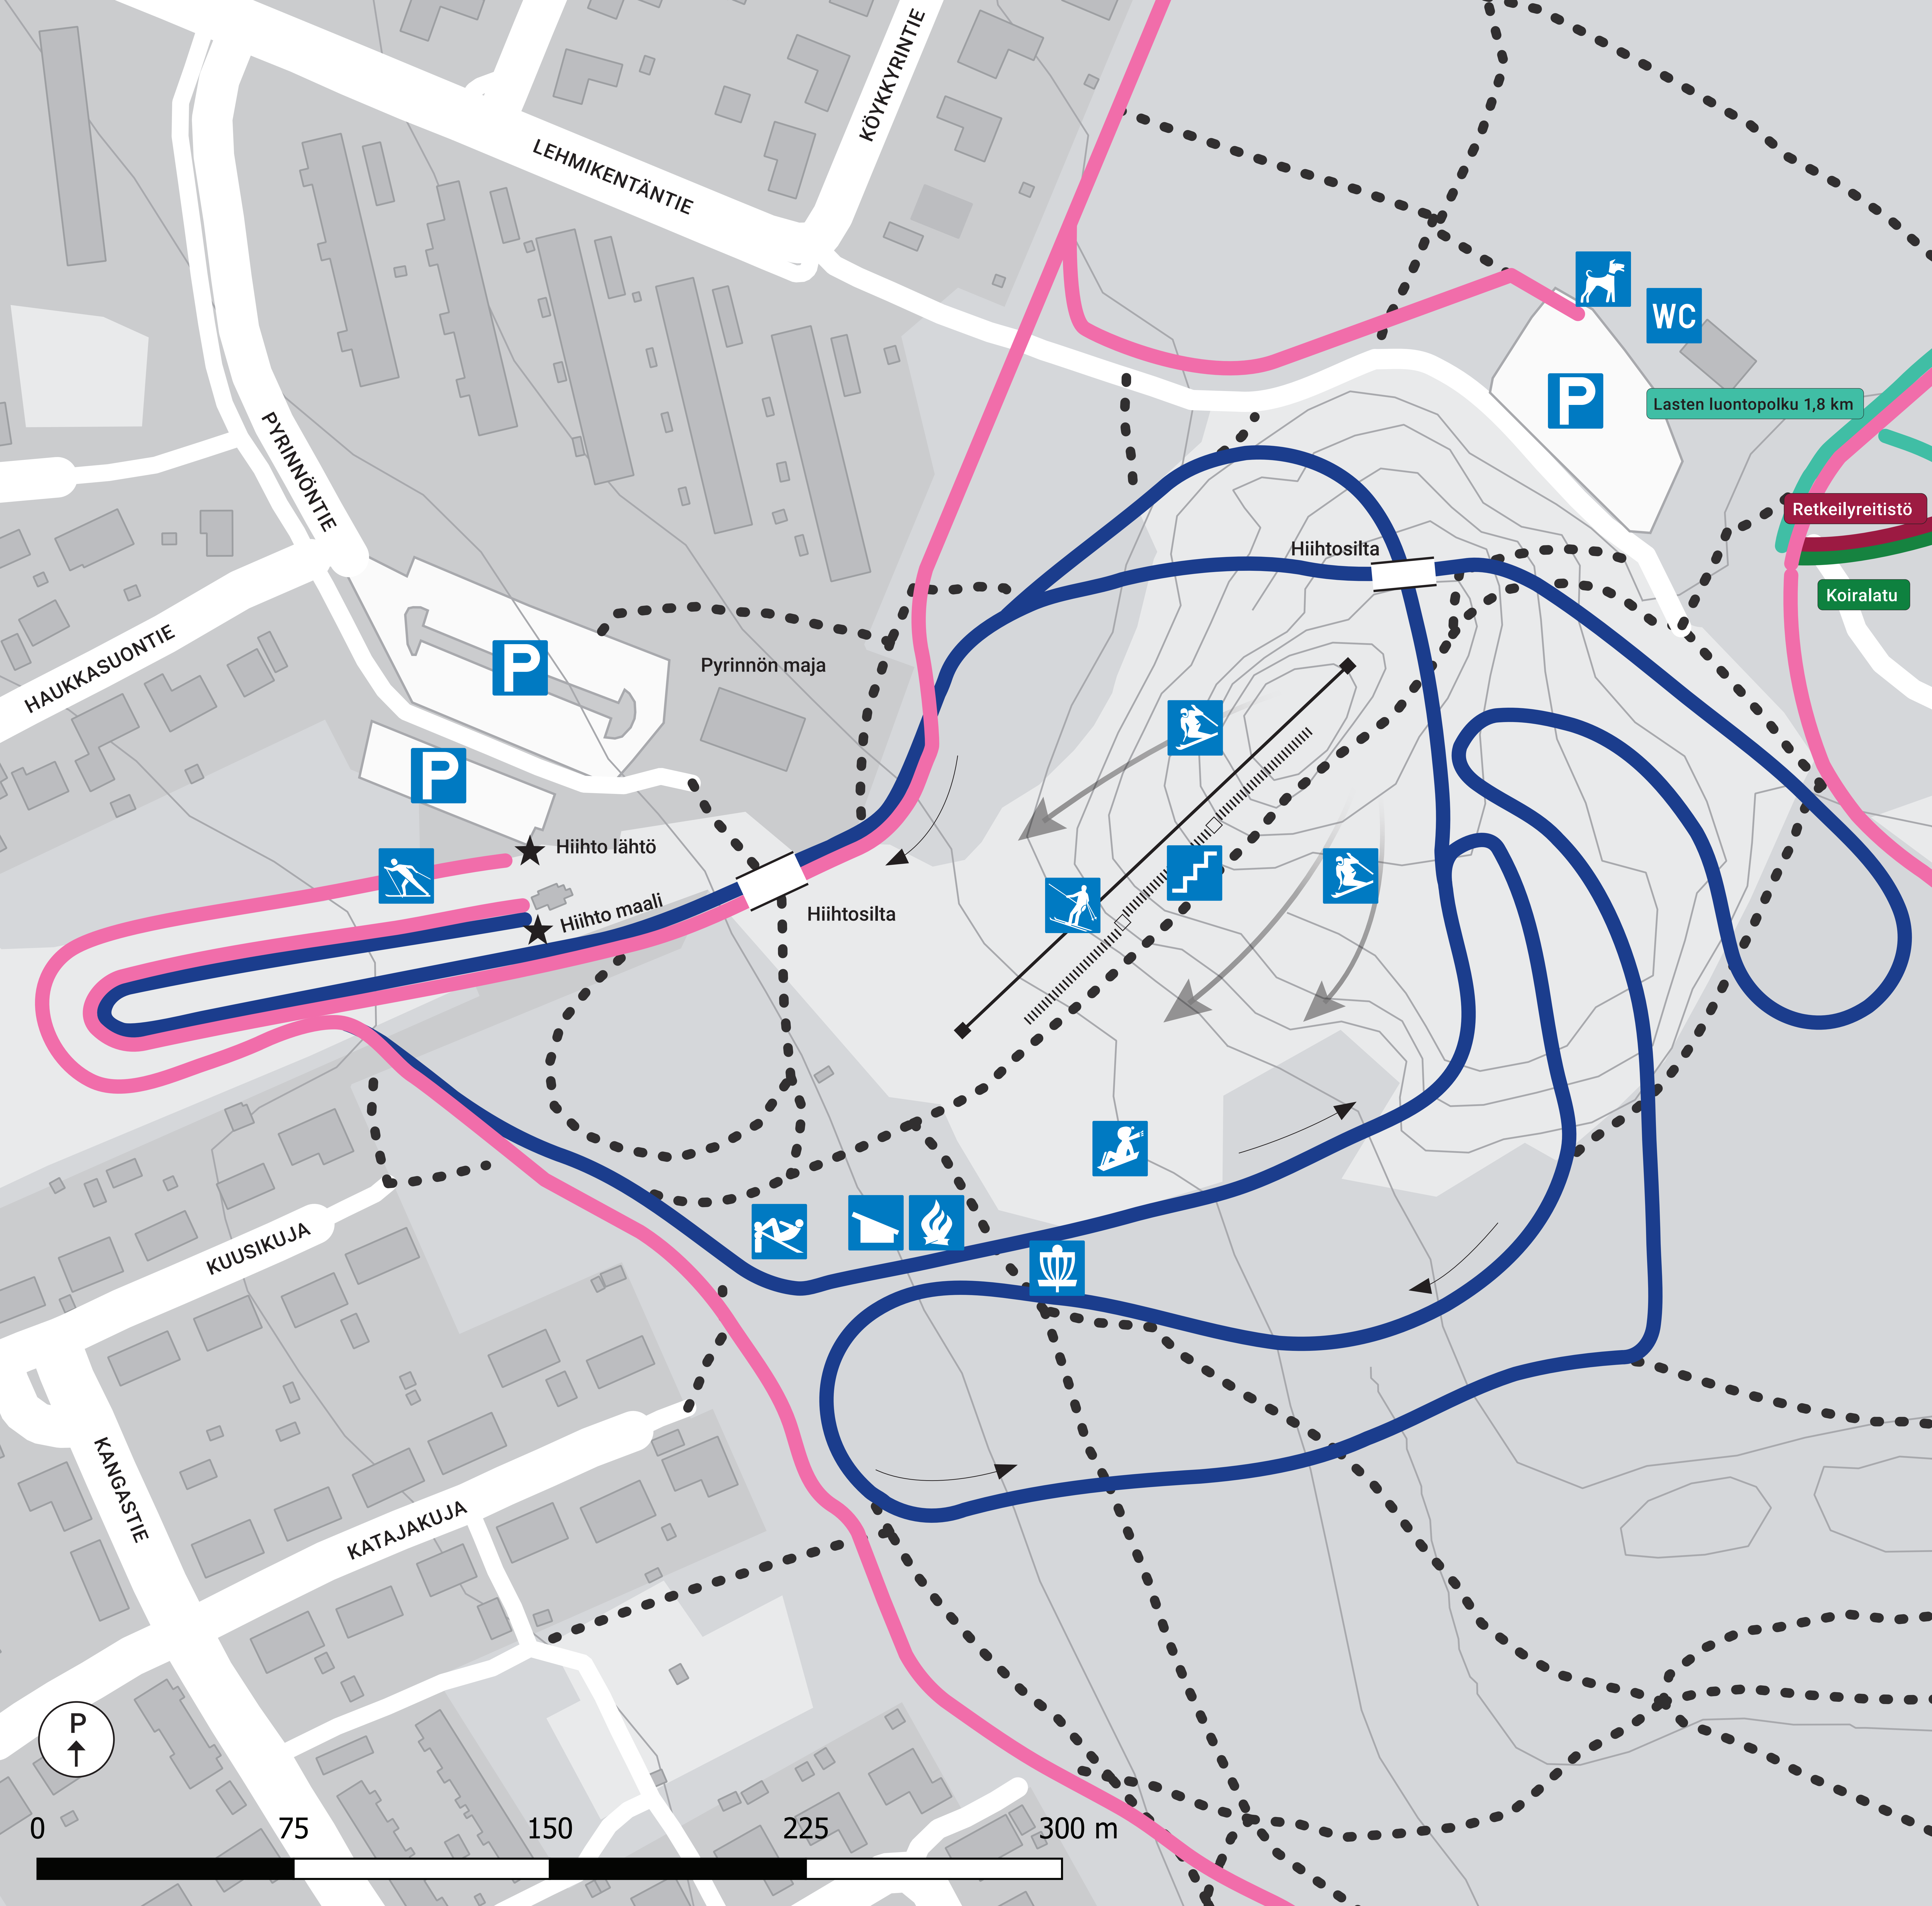 KÖYKKYRINTIE
LEHMIKENTÄNTIE
WC
P
Lasten luontopolku 1,8 km
PYRINNÖNTIE
Retkeilyreitistö
Hiihtosilta
Koiralatu
HAUKKASUONTIE
P
Pyrinnön maja
P
Hiihto lähtö
Hiihto maali
Hiihtosilta
KUUSIKUJA
KANGASTIE
KATAJAKUJA
P
0 75 150 225 300 m